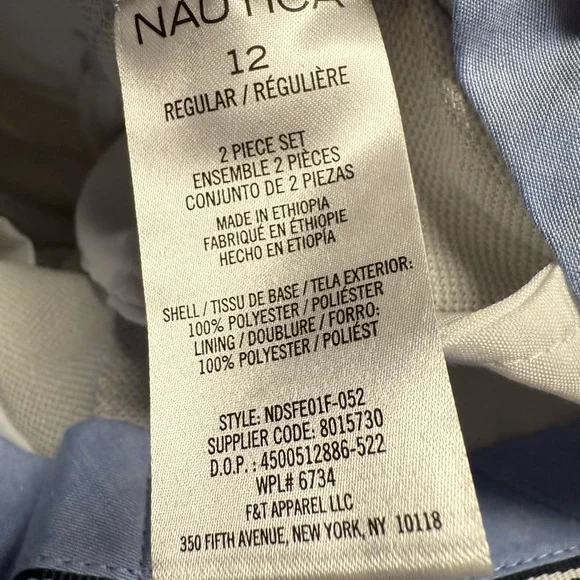 NAUTICA
12
REGULAR / RÉGULIÈRE
2 PIECE SET
ENSEMBLE 2 PIÈCES
CONJUNTO DE 2 PIEZAS
MADE IN ETHIOPIA
FABRIQUÉ EN ÉTHIOPIE
HECHO EN ETIOPÍA
SHELL / TISSU DE BASE / TELA EXTERIOR:
100% POLYESTER / POLIÉSTER
LINING / DOUBLURE / FORRO:
100% POLYESTER / POLIÉST
STYLE: NDSFE01F-052
SUPPLIER CODE: 8015730
D.O.P. : 4500512886-522
WPL# 6734
F&T APPAREL LLC
350 FIFTH AVENUE, NEW YORK, NY 10118